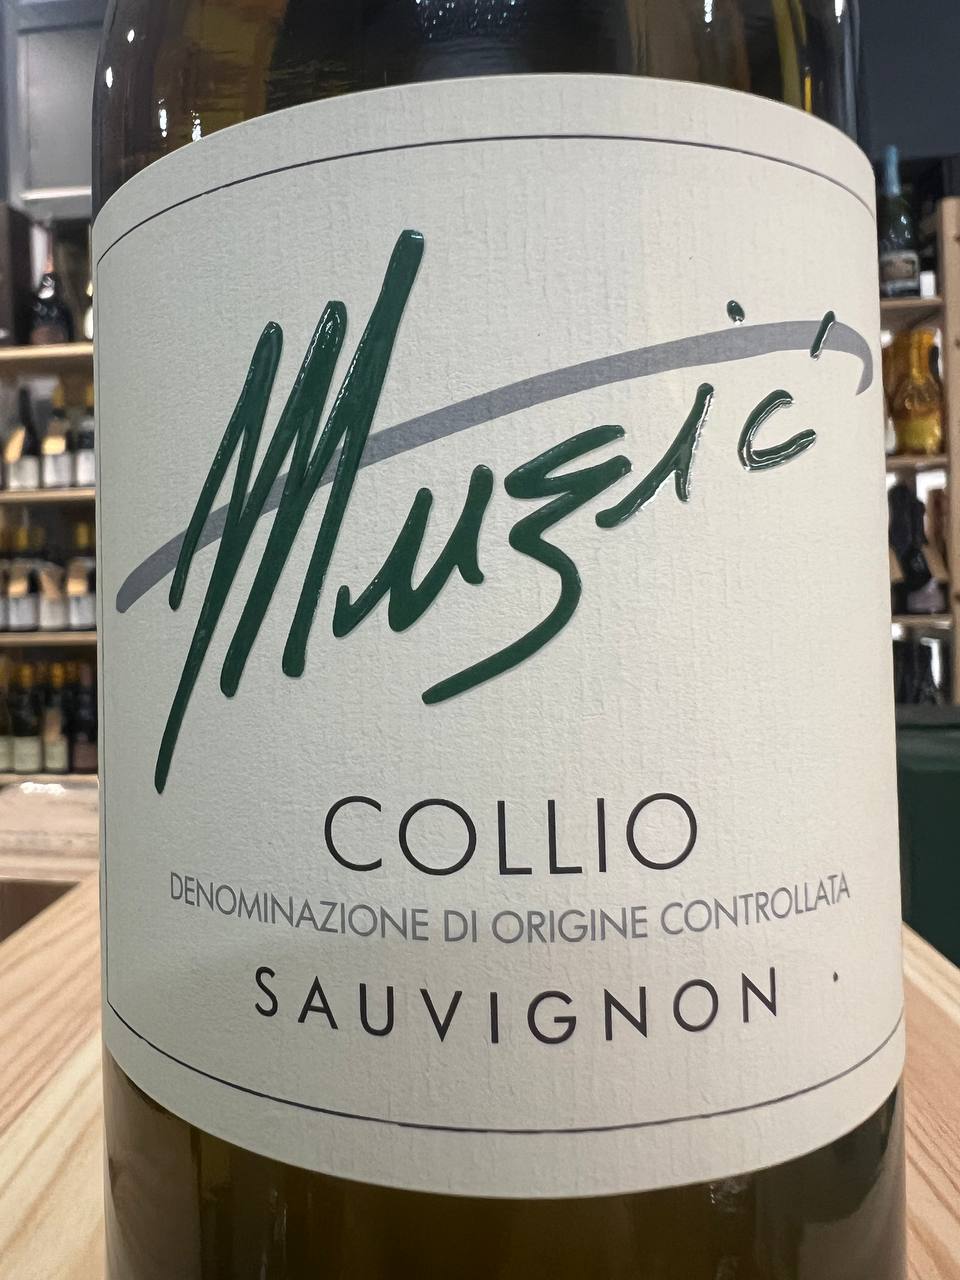 Muzic
COLLIO
DENOMINAZIONE DI ORIGINE CONTROLLATA
SAUVIGNON